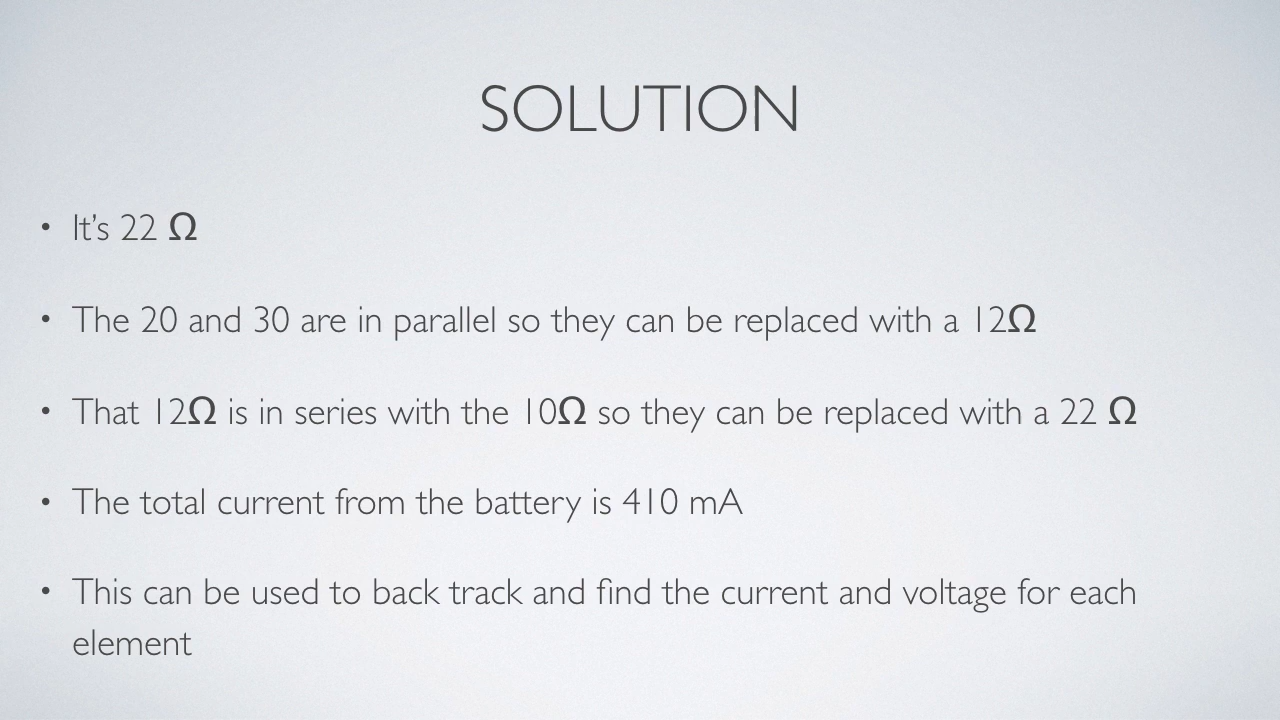 SOLUTION
• It's 22 Ω
• The 20 and 30 are in parallel so they can be replaced with a 12Ω
• That 12Ω is in series with the 10Ω so they can be replaced with a 22 Ω
• The total current from the battery is 410 mA
• This can be used to back track and find the current and voltage for each
element